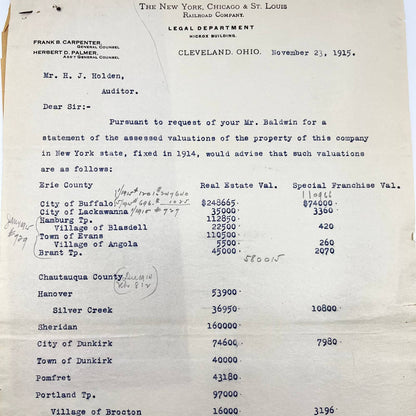 THE NEW YORK, CHICAGO & ST. LOUIS
RAILROAD COMPANY.
LEGAL DEPARTMENT
HICKOX BUILDING.
FRANK B. CARPENTER,
GENERAL COUNSEL
HERBERT D. PALMER,
ASS'T GENERAL COUNSEL
CLEVELAND, OHIO. November 23, 1915.
Mr. H. J. Holden,
Auditor.
Dear Sir:-
Pursuant to request of your Mr. Baldwin for a
statement of the assessed valuations of the property of this company
in New York state, fixed in 1914, would advise that such valuations
are as follows:
Erie County Real Estate Val. Special Franchise Val.
110966
City of Buffalo $248665 $74000
City of Lackawanna 35000 3300
Hamburg Tp. 112850
Village of Blasdell 22500 420
Town of Evans 110500
Village of Angola 5500 260
Brant Tp. 45000 2070
580015
Chautauqua County
Hanover 53900
Silver Creek 36950 10800
Sheridan 160000
City of Dunkirk 74600 7980
Town of Dunkirk 40000
Pomfret 43180
Portland Tp. 97000
Village of Brocton 16000 3196